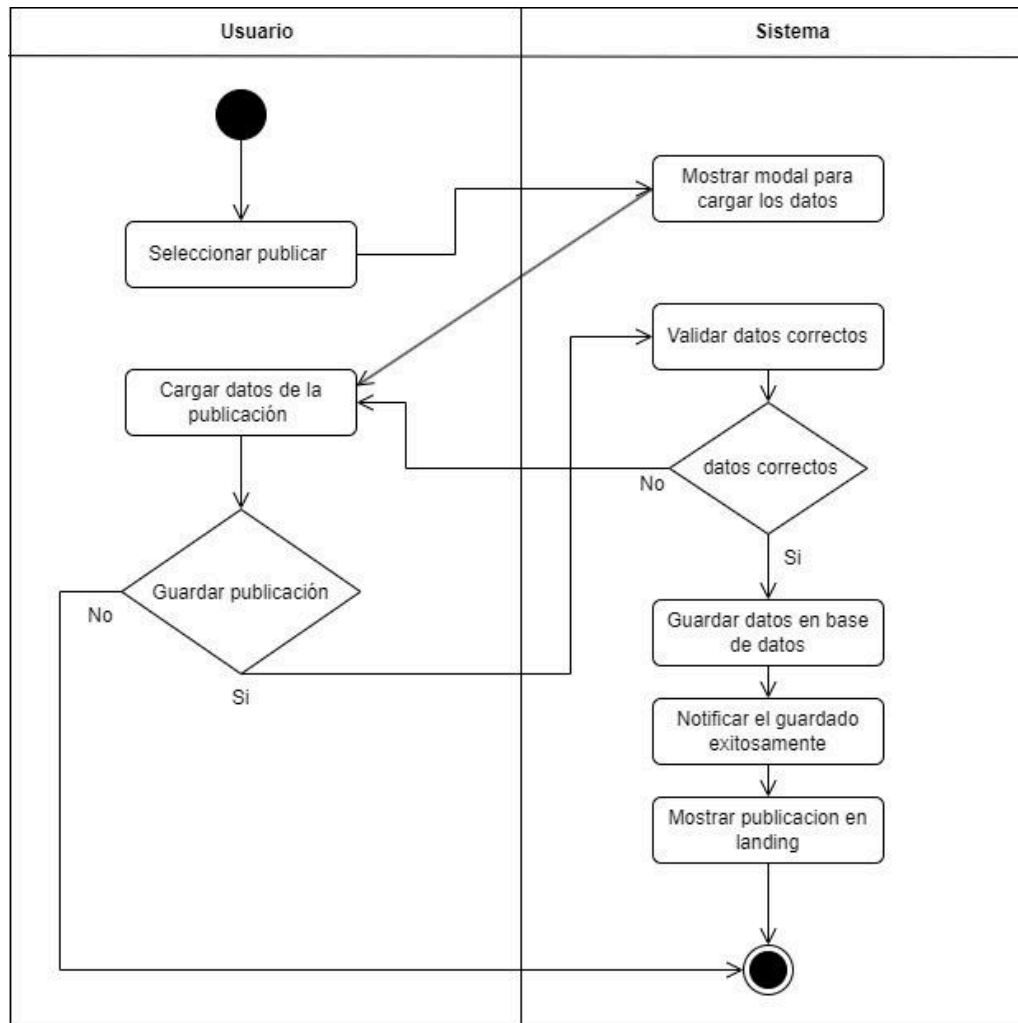 Usuario
Sistema
Mostrar modal para
cargar los datos
Seleccionar publicar
Validar datos correctos
Cargar datos de la
publicación
datos correctos
No
Si
Guardar publicación
No
Si
Guardar datos en base
de datos
Notificar el guardado
exitosamente
Mostrar publicacion en
landing